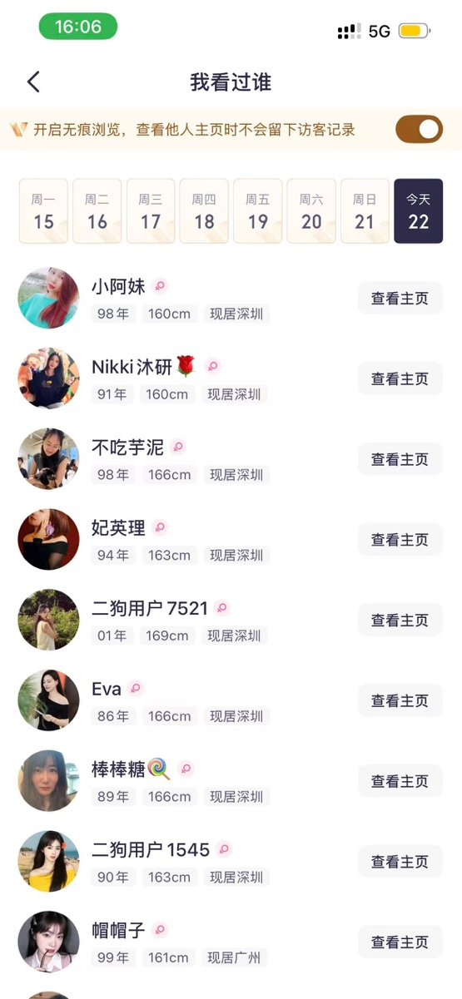 16:06
5G
我看过谁
开启无痕浏览，查看他人主页时不会留下访客记录
周一 周二 周三 周四 周五 周六 周日 今天
15 16 17 18 19 20 21 22
小阿妹
98年 160cm 现居深圳
查看主页
Nikki沐研🌹
91年 160cm 现居深圳
查看主页
不吃芋泥
98年 166cm 现居深圳
查看主页
妃英理
94年 163cm 现居深圳
查看主页
二狗用户7521
01年 169cm 现居深圳
查看主页
Eva
86年 166cm 现居深圳
查看主页
棒棒糖🍭
89年 166cm 现居深圳
查看主页
二狗用户1545
90年 163cm 现居深圳
查看主页
帽帽子
99年 161cm 现居广州
查看主页